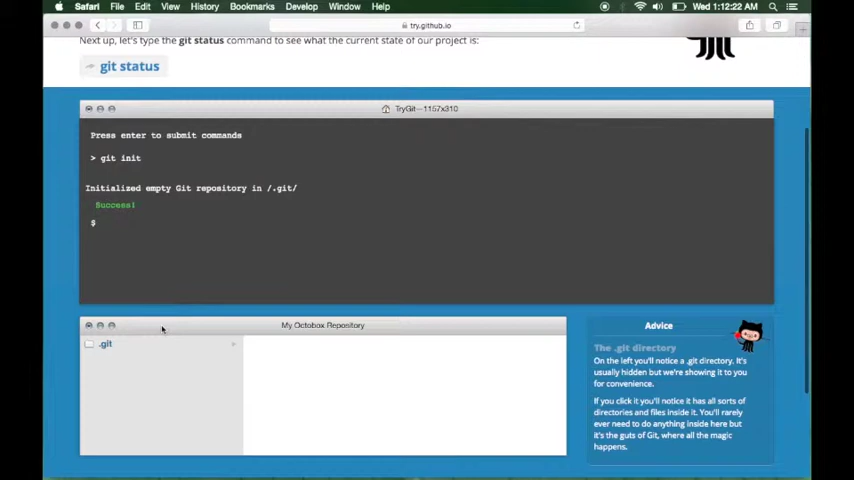 Safari File Edit View History Bookmarks Develop Window Help Wed 1:12:22 AM
try.github.io
Next up, let's type the git status command to see what the current state of our project is:
git status
TryGit—1157x310
Press enter to submit commands
> git init
Initialized empty Git repository in /.git/
Success!
$
My Octobox Repository
.git
Advice
The .git directory
On the left you'll notice a .git directory. It's
usually hidden but we're showing it to you
for convenience.
If you click it you'll notice it has all sorts of
directories and files inside it. You'll rarely
ever need to do anything inside here but
it's the guts of Git, where all the magic
happens.